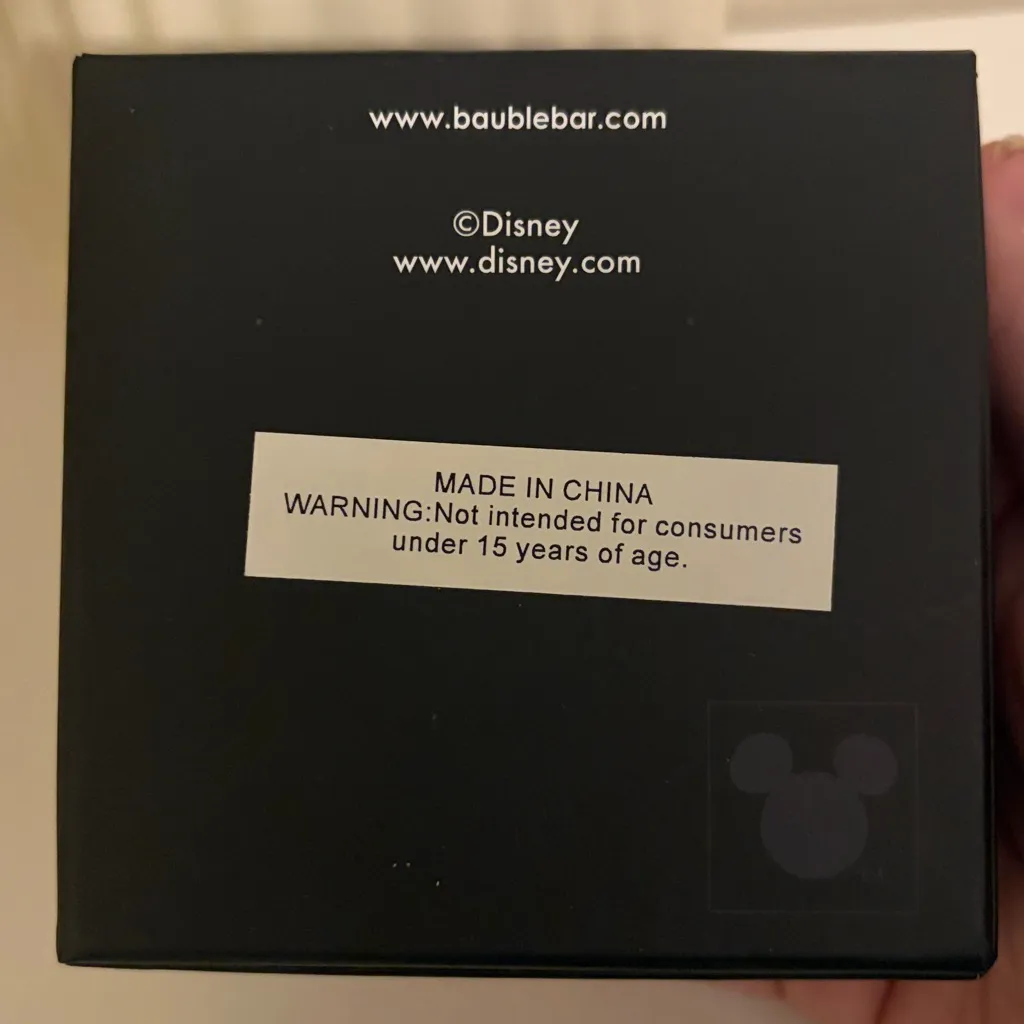 www.baublebar.com
©Disney
www.disney.com
MADE IN CHINA
WARNING:Not intended for consumers
under 15 years of age.